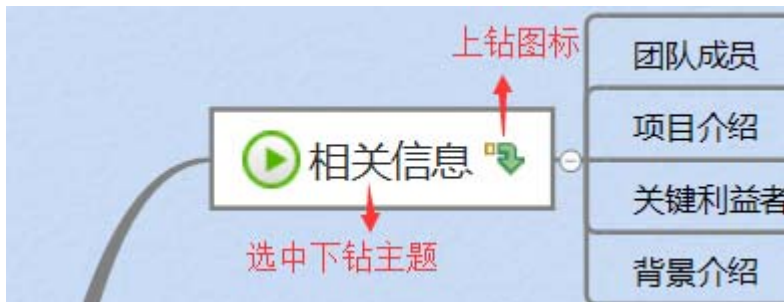 上钻图标
相关信息
选中下钻主题
团队成员
项目介绍
关键利益者
背景介绍